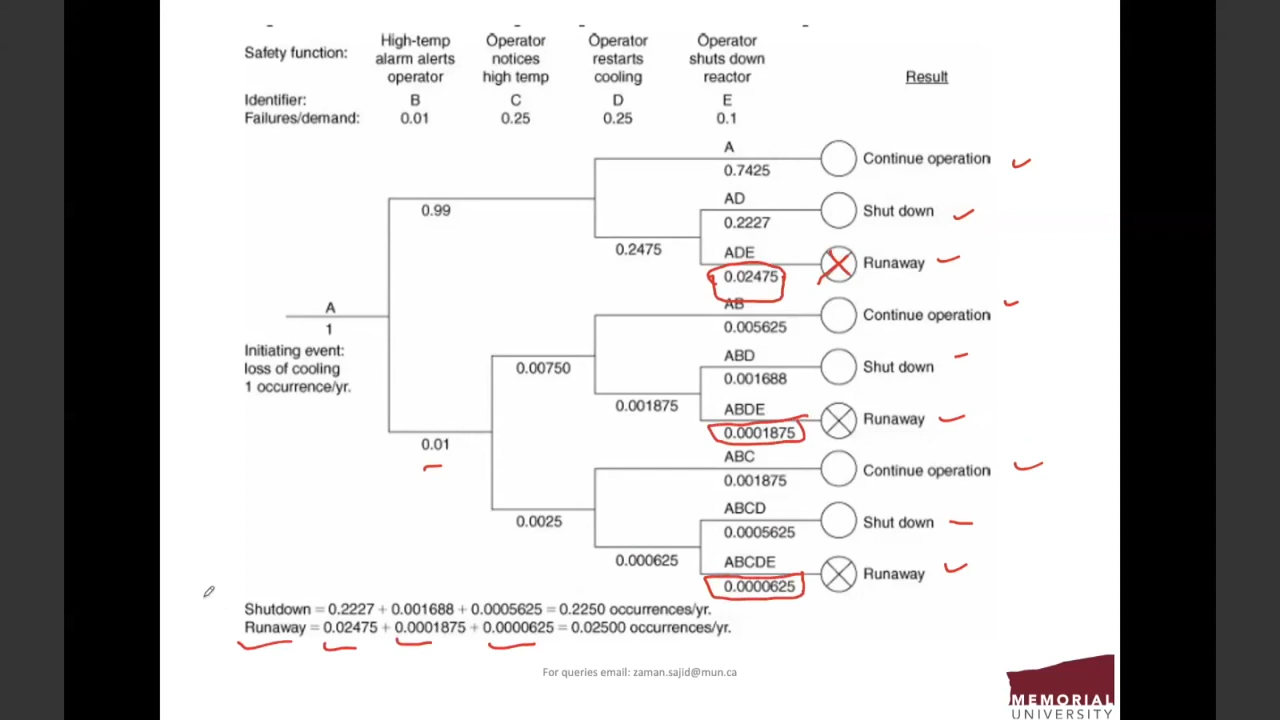 Safety function:
High-temp alarm alerts operator
Operator notices high temp
Operator restarts cooling
Operator shuts down reactor
Result
Identifier: B C D E
Failures/demand: 0.01 0.25 0.25 0.1
A
0.7425
Continue operation
AD
0.2227
Shut down
0.99
0.2475
ADE
0.02475
Runaway
AB
0.005625
Continue operation
A
1
Initiating event:
loss of cooling
1 occurrence/yr.
0.00750
ABD
0.001688
Shut down
0.001875
ABDE
0.0001875
Runaway
0.01
ABC
0.001875
Continue operation
0.0025
ABCD
0.0005625
Shut down
0.000625
ABCDE
0.0000625
Runaway
Shutdown = 0.2227 + 0.001688 + 0.0005625 = 0.2250 occurrences/yr.
Runaway = 0.02475 + 0.0001875 + 0.0000625 = 0.02500 occurrences/yr.
For queries email: zaman.sajid@mun.ca
MEMORIAL
UNIVERSITY